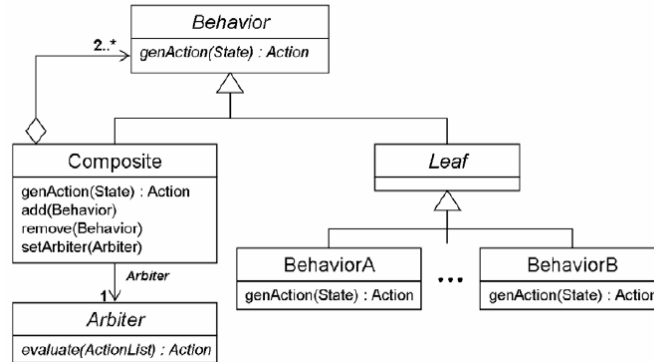 Behavior
2..*
genAction(State) : Action
Composite
Leaf
genAction(State) : Action
add(Behavior)
remove(Behavior)
setArbiter(Arbiter)
BehaviorA
...
BehaviorB
genAction(State) : Action
genAction(State) : Action
Arbiter
1
Arbiter
evaluate(ActionList) : Action